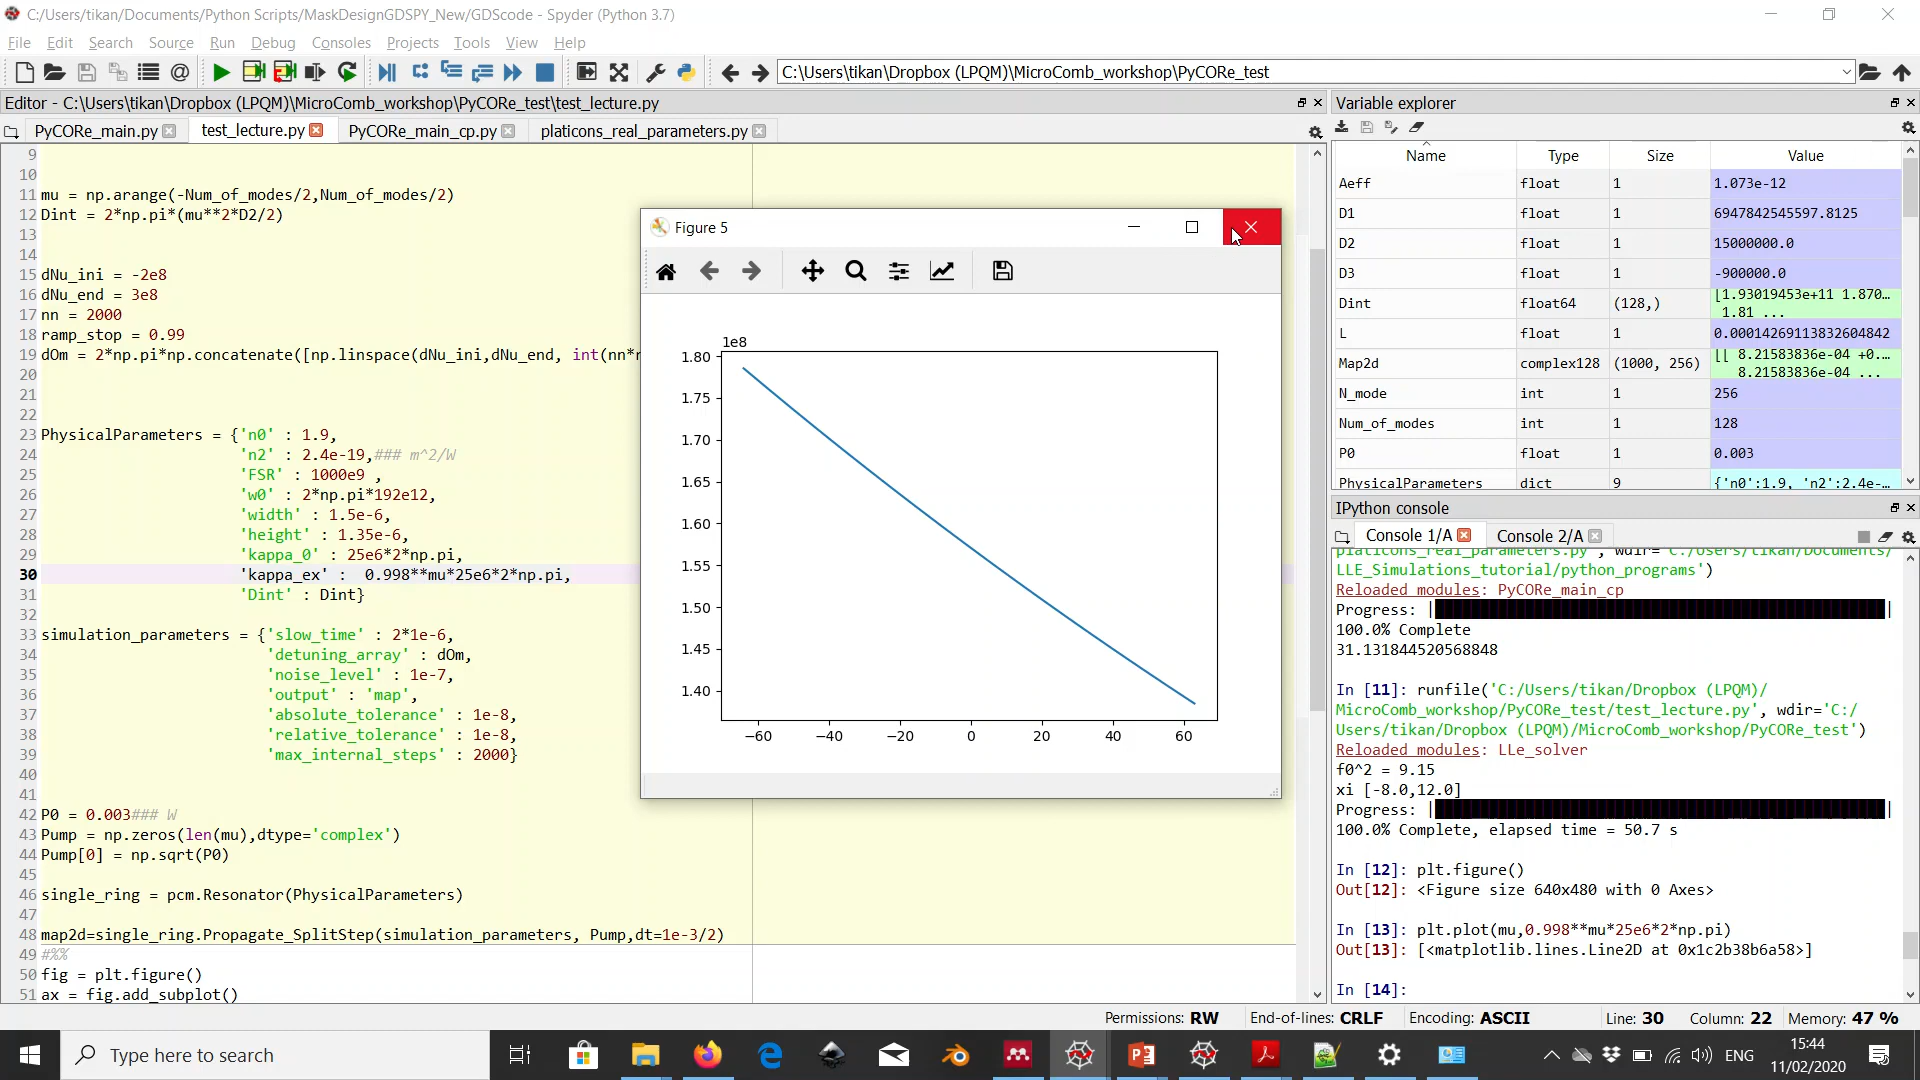 C:/Users/tikan/Documents/Python Scripts/MaskDesignGDSPY_New/GDScode - Spyder (Python 3.7)
File Edit Search Source Run Debug Consoles Projects Tools View Help
C:\Users\tikan\Dropbox (LPQM)\MicroComb_workshop\PyCORe_test
Editor - C:\Users\tikan\Dropbox (LPQM)\MicroComb_workshop\PyCORe_test\test_lecture.py
PyCORe_main.py test_lecture.py PyCORe_main_cp.py platicons_real_parameters.py
9
10
11 mu = np.arange(-Num_of_modes/2,Num_of_modes/2)
12 Dint = 2*np.pi*(mu**2*D2/2)
13
14
15 dNu_ini = -2e8
16 dNu_end = 3e8
17 nn = 2000
18 ramp_stop = 0.99
19 dOm = 2*np.pi*np.concatenate([np.linspace(dNu_ini,dNu_end, int(nn*r
20
21
22
23 PhysicalParameters = {'n0' : 1.9,
24 'n2' : 2.4e-19,### m^2/W
25 'FSR' : 1000e9 ,
26 'w0' : 2*np.pi*192e12,
27 'width' : 1.5e-6,
28 'height' : 1.35e-6,
29 'kappa_0' : 25e6*2*np.pi,
30 'kappa_ex' : 0.998**mu*25e6*2*np.pi,
31 'Dint' : Dint}
32
33 simulation_parameters = {'slow_time' : 2*1e-6,
34 'detuning_array' : dOm,
35 'noise_level' : 1e-7,
36 'output' : 'map',
37 'absolute_tolerance' : 1e-8,
38 'relative_tolerance' : 1e-8,
39 'max_internal_steps' : 2000}
40
41
42 P0 = 0.003### W
43 Pump = np.zeros(len(mu),dtype='complex')
44 Pump[0] = np.sqrt(P0)
45
46 single_ring = pcm.Resonator(PhysicalParameters)
47
48 map2d=single_ring.Propagate_SplitStep(simulation_parameters, Pump,dt=1e-3/2)
49 #%%
50 fig = plt.figure()
51 ax = fig.add_subplot()
Figure 5
1e8
1.80
1.75
1.70
1.65
1.60
1.55
1.50
1.45
1.40
−60 −40 −20 0 20 40 60
Variable explorer
Name Type Size Value
Aeff float 1 1.073e-12
D1 float 1 6947842545597.8125
D2 float 1 15000000.0
D3 float 1 -900000.0
Dint float64 (128,) [1.93019453e+11 1.870…
1.81 ...
L float 1 0.00014269113832604842
Map2d complex128 (1000, 256) [[ 8.21583836e-04 +0.…
8.21583836e-04 ...
N_mode int 1 256
Num_of_modes int 1 128
P0 float 1 0.003
PhysicalParameters dict 9 {'n0':1.9, 'n2':2.4e-…
IPython console
Console 1/A Console 2/A
platicons_real_parameters.py', wdir='C:/Users/tikan/Documents/
LLE_Simulations_tutorial/python_programs')
Reloaded modules: PyCORe_main_cp
Progress: | |
100.0% Complete
31.131844520568848
In [11]: runfile('C:/Users/tikan/Dropbox (LPQM)/
MicroComb_workshop/PyCORe_test/test_lecture.py', wdir='C:/
Users/tikan/Dropbox (LPQM)/MicroComb_workshop/PyCORe_test')
Reloaded modules: LLe_solver
f0^2 = 9.15
xi [-8.0,12.0]
Progress: | |
100.0% Complete, elapsed time = 50.7 s
In [12]: plt.figure()
Out[12]: <Figure size 640x480 with 0 Axes>
In [13]: plt.plot(mu,0.998**mu*25e6*2*np.pi)
Out[13]: [<matplotlib.lines.Line2D at 0x1c2b38b6a58>]
In [14]:
Permissions: RW End-of-lines: CRLF Encoding: ASCII Line: 30 Column: 22 Memory: 47 %
Type here to search
ENG
15:44
11/02/2020